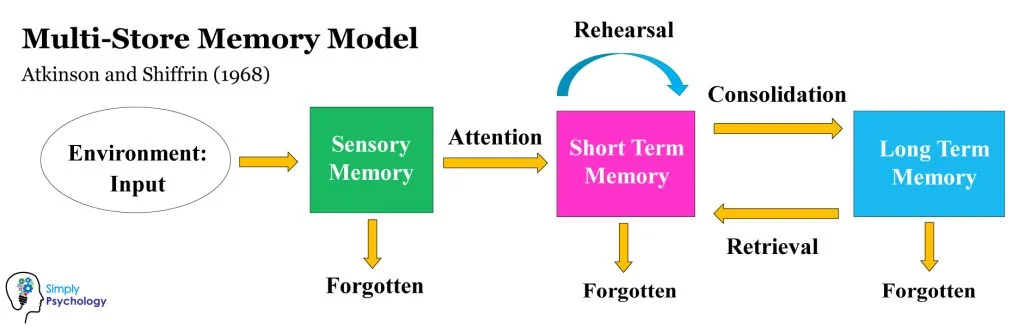 Multi-Store Memory Model
Atkinson and Shiffrin (1968)
Environment:
Input
Sensory
Memory
Forgotten
Attention
Rehearsal
Short Term
Memory
Forgotten
Consolidation
Retrieval
Long Term
Memory
Forgotten
Simply
Psychology